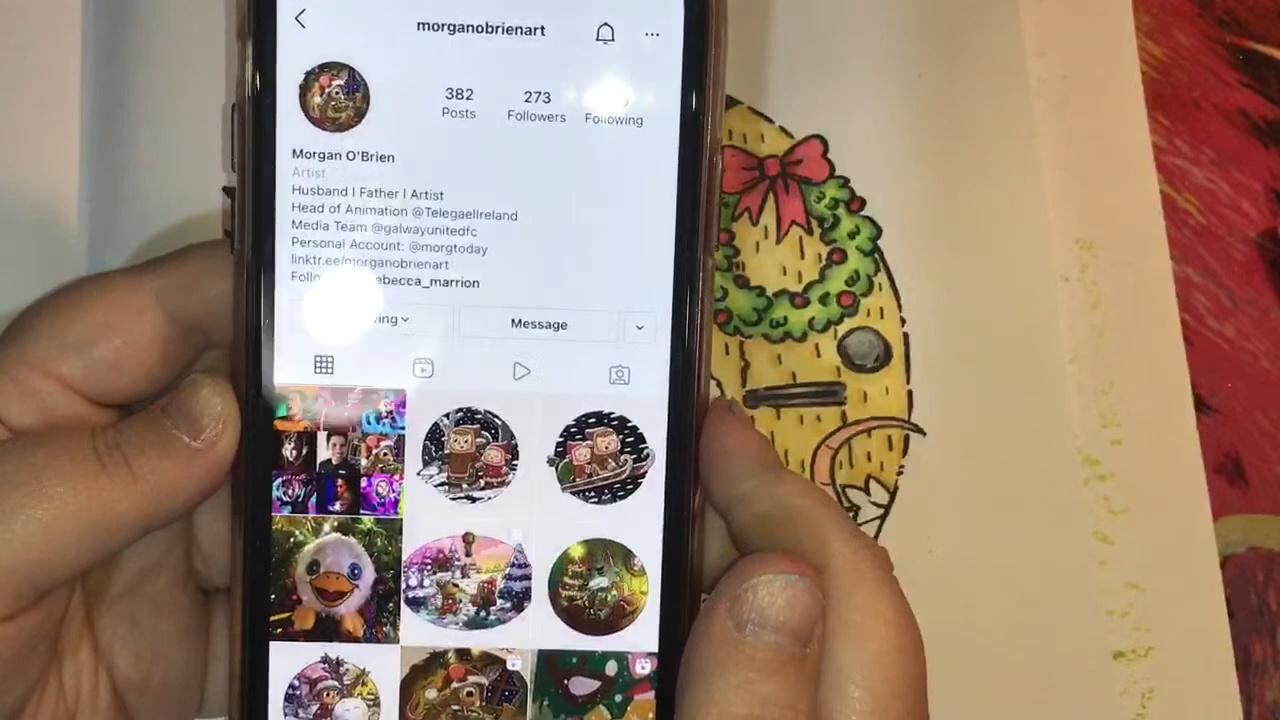 morganobrienart
382
273
Posts
Followers
Following
Morgan O'Brien
Artist
Husband | Father | Artist
Head of Animation @TelegaelIreland
Media Team @galwayunitedfc
Personal Account: @morgtoday
linktr.ee/morganobrienart
ebecca_marrion
Message